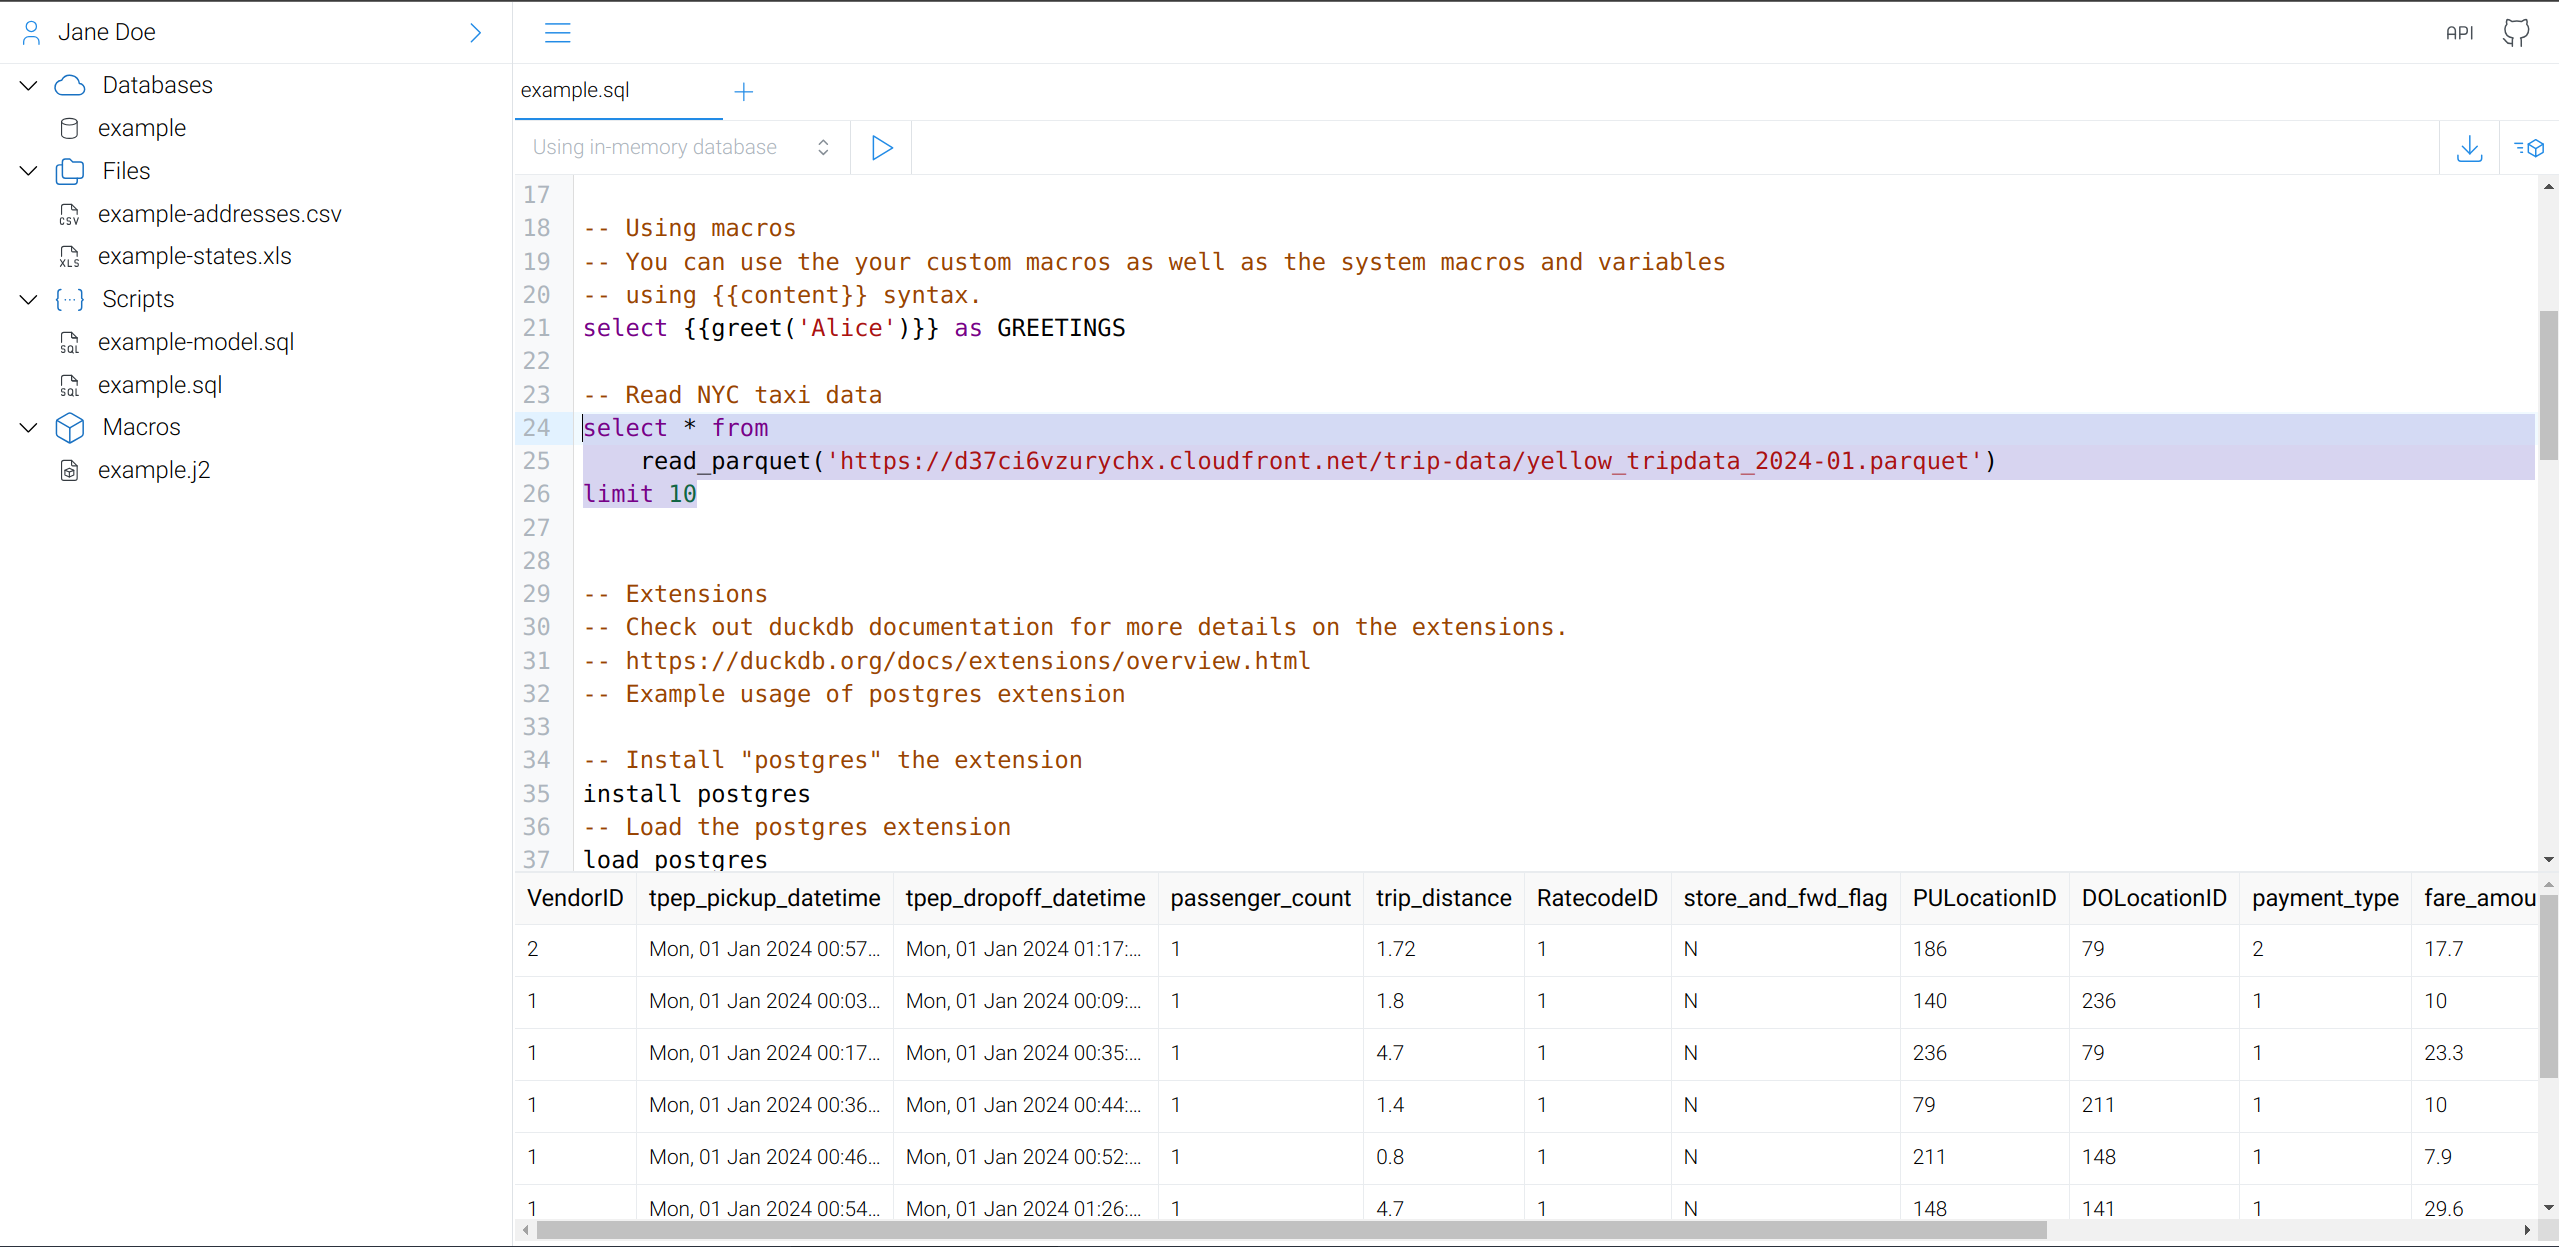 Jane Doe
API
Databases
example
Files
example-addresses.csv
example-states.xls
Scripts
example-model.sql
example.sql
Macros
example.j2
example.sql
Using in-memory database
17
18 -- Using macros
19 -- You can use the your custom macros as well as the system macros and variables
20 -- using {{content}} syntax.
21 select {{greet('Alice')}} as GREETINGS
22
23 -- Read NYC taxi data
24 select * from
25     read_parquet('https://d37ci6vzurychx.cloudfront.net/trip-data/yellow_tripdata_2024-01.parquet')
26 limit 10
27
28
29 -- Extensions
30 -- Check out duckdb documentation for more details on the extensions.
31 -- https://duckdb.org/docs/extensions/overview.html
32 -- Example usage of postgres extension
33
34 -- Install "postgres" the extension
35 install postgres
36 -- Load the postgres extension
37 load postgres
VendorID tpep_pickup_datetime tpep_dropoff_datetime passenger_count trip_distance RatecodeID store_and_fwd_flag PULocationID DOLocationID payment_type fare_amou
2 Mon, 01 Jan 2024 00:57... Mon, 01 Jan 2024 01:17:... 1 1.72 1 N 186 79 2 17.7
1 Mon, 01 Jan 2024 00:03... Mon, 01 Jan 2024 00:09:... 1 1.8 1 N 140 236 1 10
1 Mon, 01 Jan 2024 00:17... Mon, 01 Jan 2024 00:35:... 1 4.7 1 N 236 79 1 23.3
1 Mon, 01 Jan 2024 00:36... Mon, 01 Jan 2024 00:44:... 1 1.4 1 N 79 211 1 10
1 Mon, 01 Jan 2024 00:46... Mon, 01 Jan 2024 00:52:... 1 0.8 1 N 211 148 1 7.9
1 Mon, 01 Jan 2024 00:54... Mon, 01 Jan 2024 01:26:... 1 4.7 1 N 148 141 1 29.6